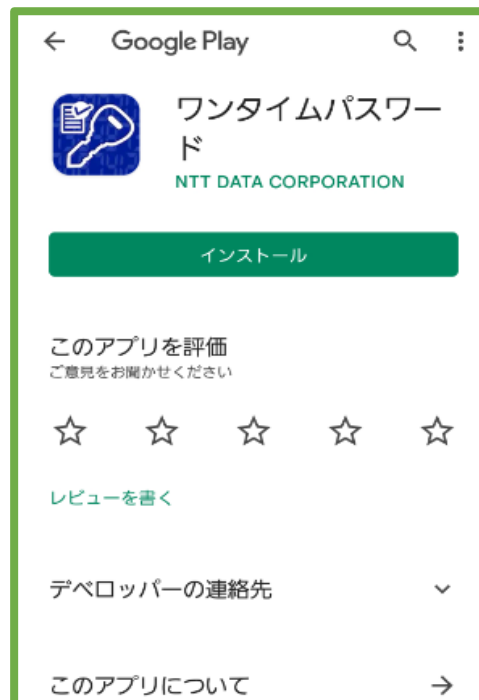 Google Play
ワンタイムパスワー
ド
NTT DATA CORPORATION
インストール
このアプリを評価
ご意見をお聞かせください
レビューを書く
デベロッパーの連絡先
このアプリについて